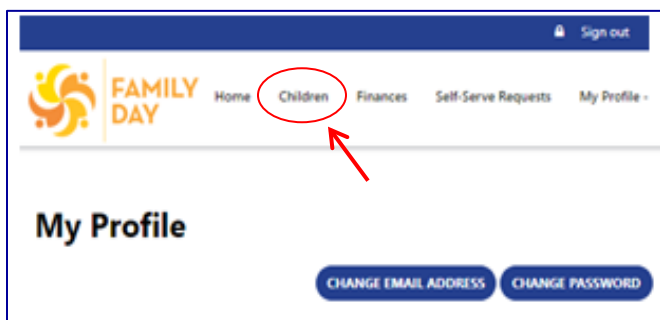 Sign out
FAMILY DAY
Home Children Finances Self-Serve Requests My Profile
My Profile
CHANGE EMAIL ADDRESS CHANGE PASSWORD